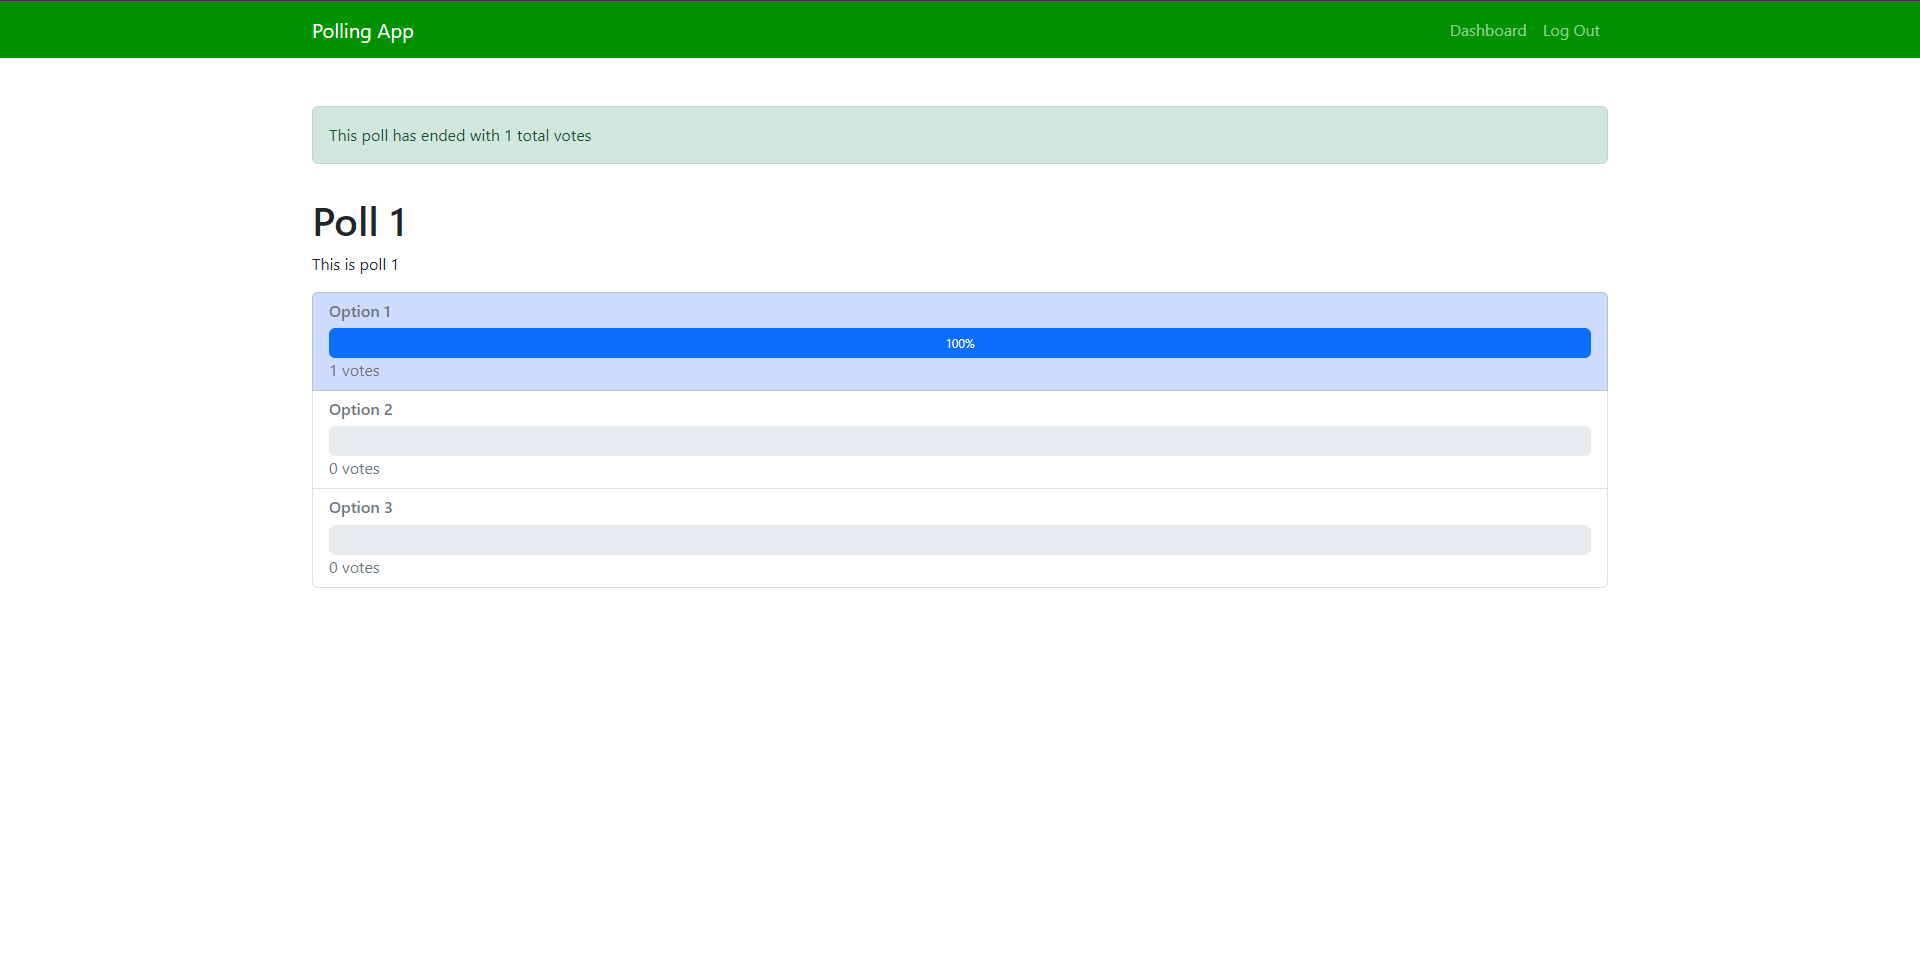 Polling App
Dashboard Log Out
This poll has ended with 1 total votes
Poll 1
This is poll 1
Option 1
100%
1 votes
Option 2
0 votes
Option 3
0 votes